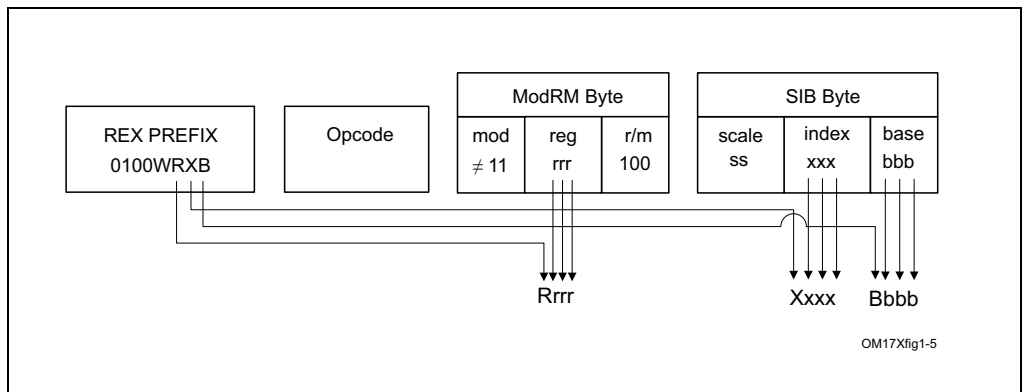 ModRM Byte
SIB Byte
REX PREFIX
0100WRXB
Opcode
mod
≠ 11
reg
rrr
r/m
100
scale
ss
index
xxx
base
bbb
Rrrr
Xxxx
Bbbb
OM17Xfig1-5